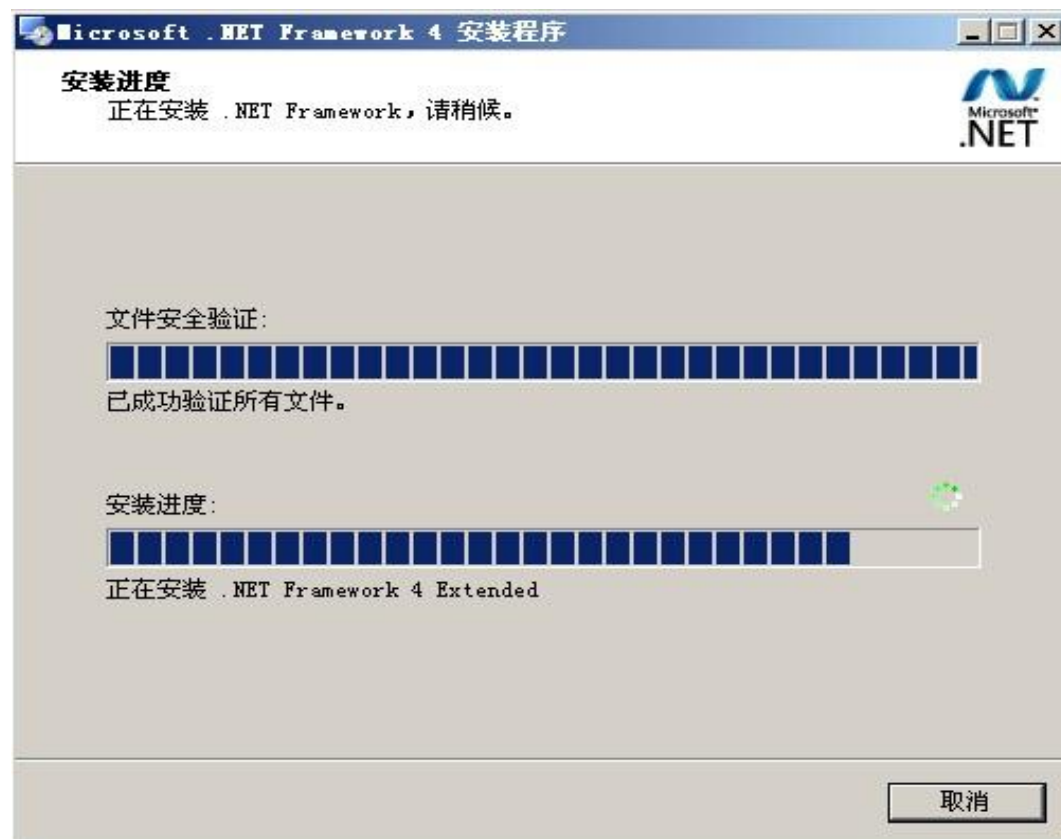 Microsoft .NET Framework 4 安装程序
安装进度
正在安装 .NET Framework，请稍候。
Microsoft
.NET
文件安全验证:
已成功验证所有文件。
安装进度:
正在安装 .NET Framework 4 Extended
取消